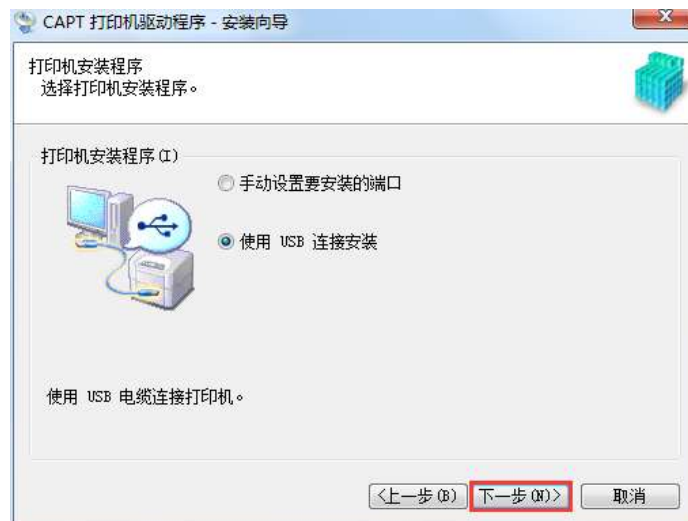 CAPT 打印机驱动程序 - 安装向导
打印机安装程序
选择打印机安装程序。
打印机安装程序(I)
手动设置要安装的端口
使用 USB 连接安装
使用 USB 电缆连接打印机。
<上一步(B) 下一步(N)> 取消